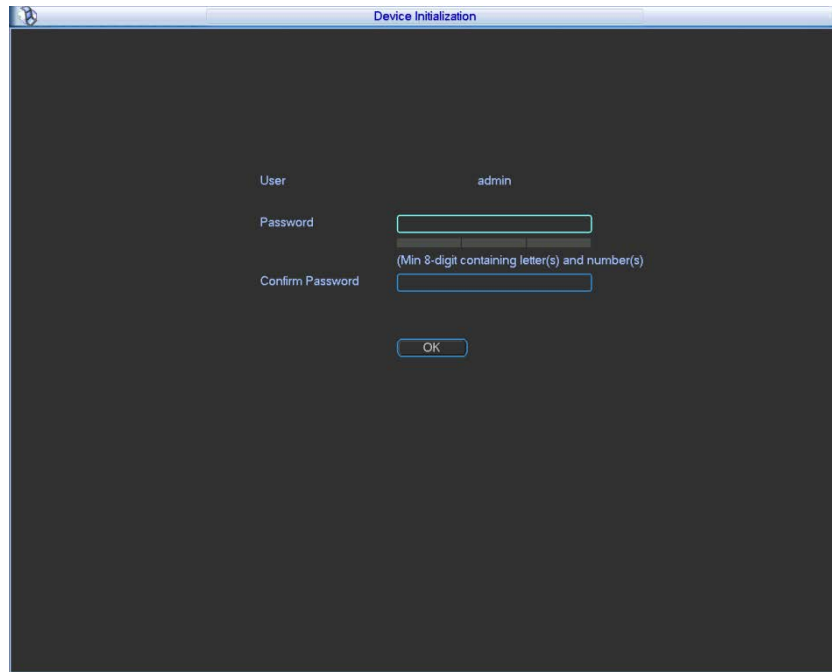 Device Initialization
User admin
Password
(Min 8-digit containing letter(s) and number(s)
Confirm Password
OK